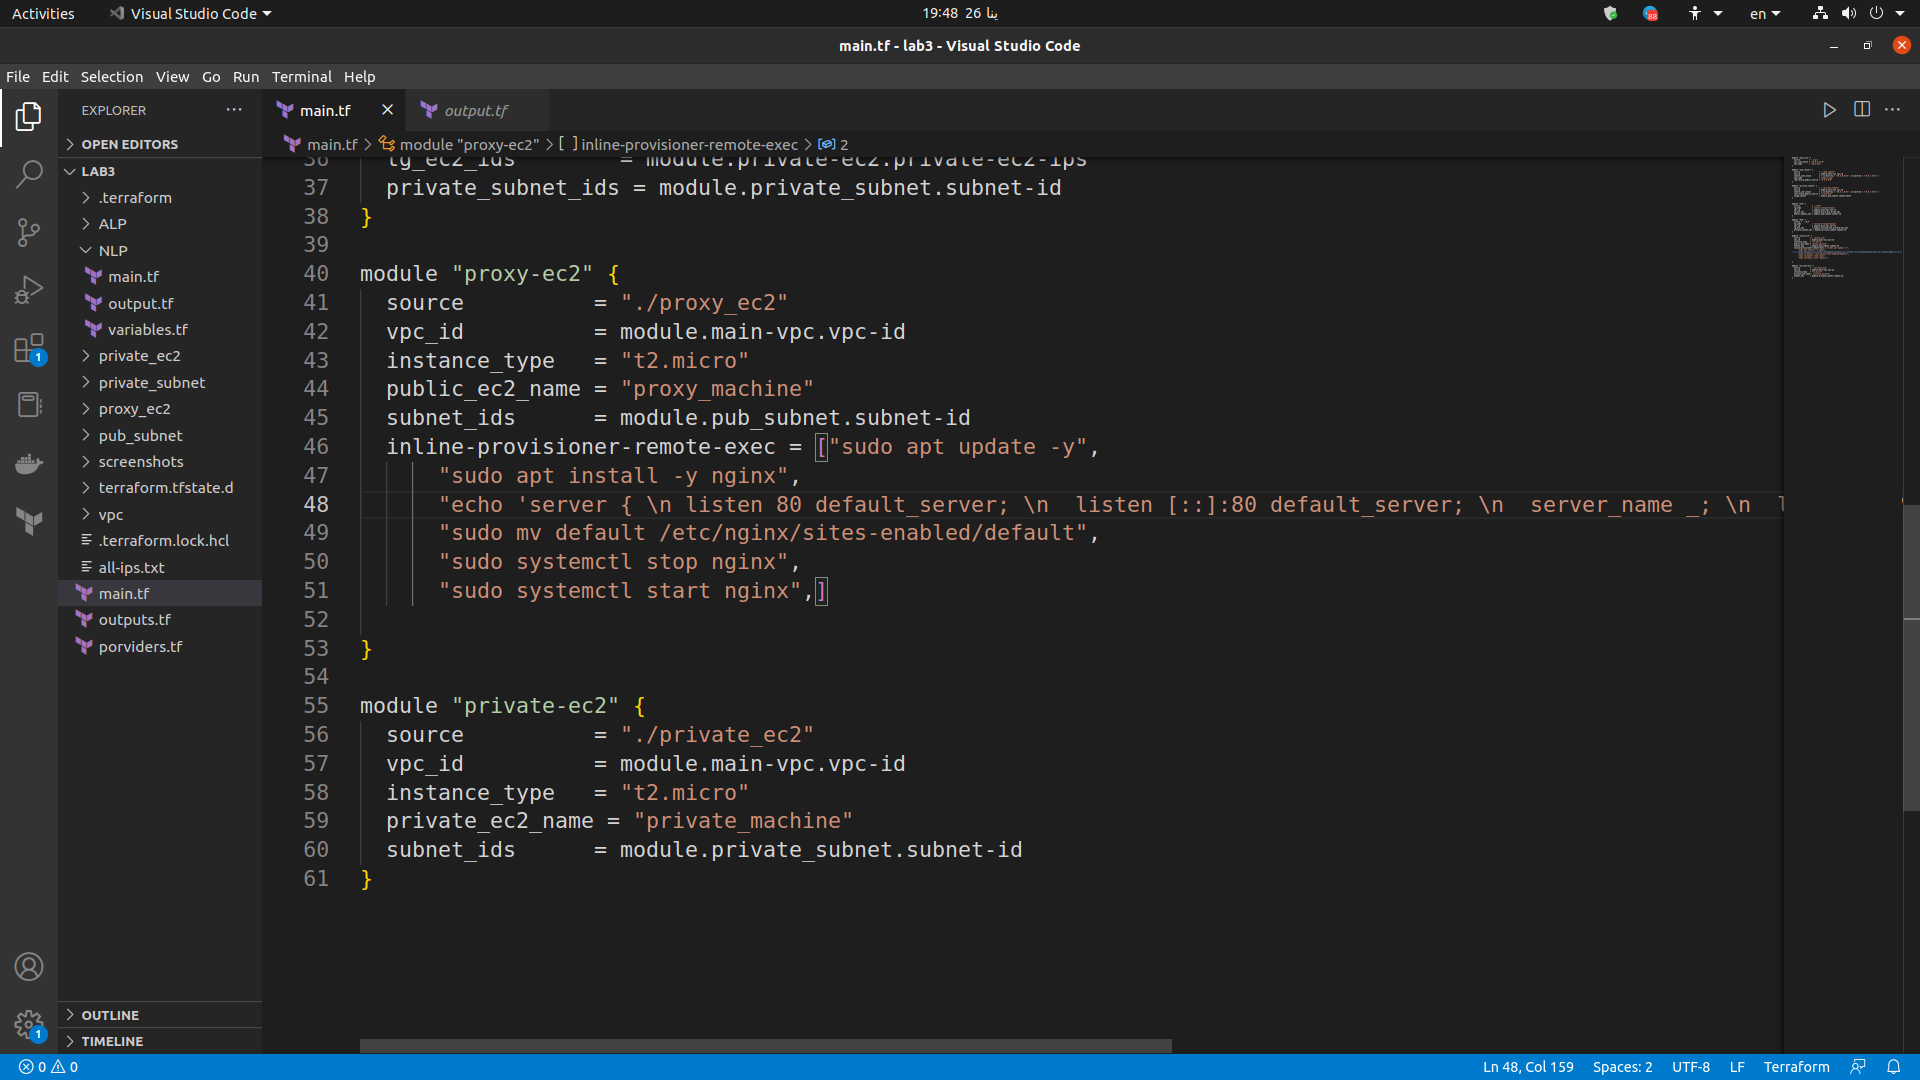 Activities
Visual Studio Code
19:48 26 ينا
en
main.tf - lab3 - Visual Studio Code
File Edit Selection View Go Run Terminal Help
EXPLORER
OPEN EDITORS
LAB3
.terraform
ALP
NLP
main.tf
output.tf
variables.tf
private_ec2
private_subnet
proxy_ec2
pub_subnet
screenshots
terraform.tfstate.d
vpc
.terraform.lock.hcl
all-ips.txt
main.tf
outputs.tf
porviders.tf
OUTLINE
TIMELINE
main.tf
output.tf
main.tf > module "proxy-ec2" > [ ] inline-provisioner-remote-exec > 2
36 tg_ec2_ids = module.private-ec2.private-ec2-ips
37 private_subnet_ids = module.private_subnet.subnet-id
38 }
39
40 module "proxy-ec2" {
41 source = "./proxy_ec2"
42 vpc_id = module.main-vpc.vpc-id
43 instance_type = "t2.micro"
44 public_ec2_name = "proxy_machine"
45 subnet_ids = module.pub_subnet.subnet-id
46 inline-provisioner-remote-exec = ["sudo apt update -y",
47 "sudo apt install -y nginx",
48 "echo 'server { \n listen 80 default_server; \n  listen [::]:80 default_server; \n  server_name _; \n
49 "sudo mv default /etc/nginx/sites-enabled/default",
50 "sudo systemctl stop nginx",
51 "sudo systemctl start nginx",]
52
53 }
54
55 module "private-ec2" {
56 source = "./private_ec2"
57 vpc_id = module.main-vpc.vpc-id
58 instance_type = "t2.micro"
59 private_ec2_name = "private_machine"
60 subnet_ids = module.private_subnet.subnet-id
61 }
1
1
88
0 0
Ln 48, Col 159 Spaces: 2 UTF-8 LF Terraform